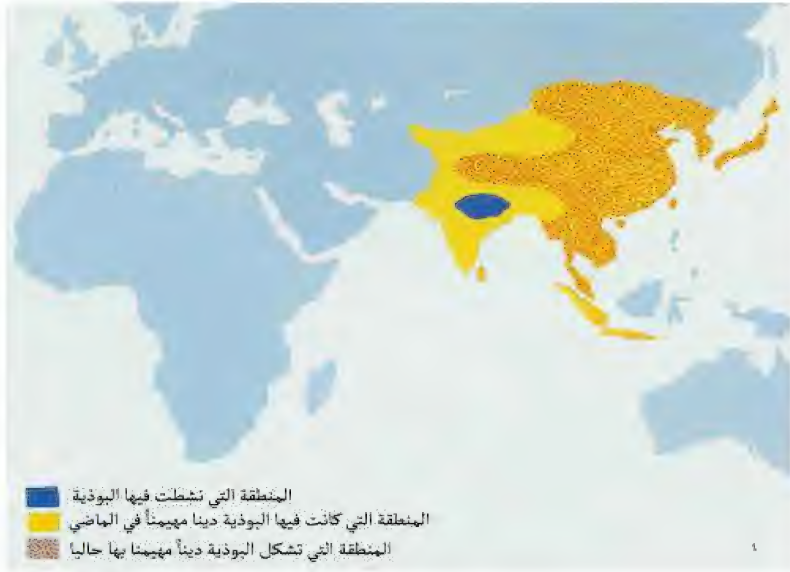 المنطقة التي نشطت فيها البوذية
المنطقة التي كانت فيها البوذية دينا مهيمناً في الماضي
المنطقة التي تشكل البوذية ديناً مهيمنا بها حاليا